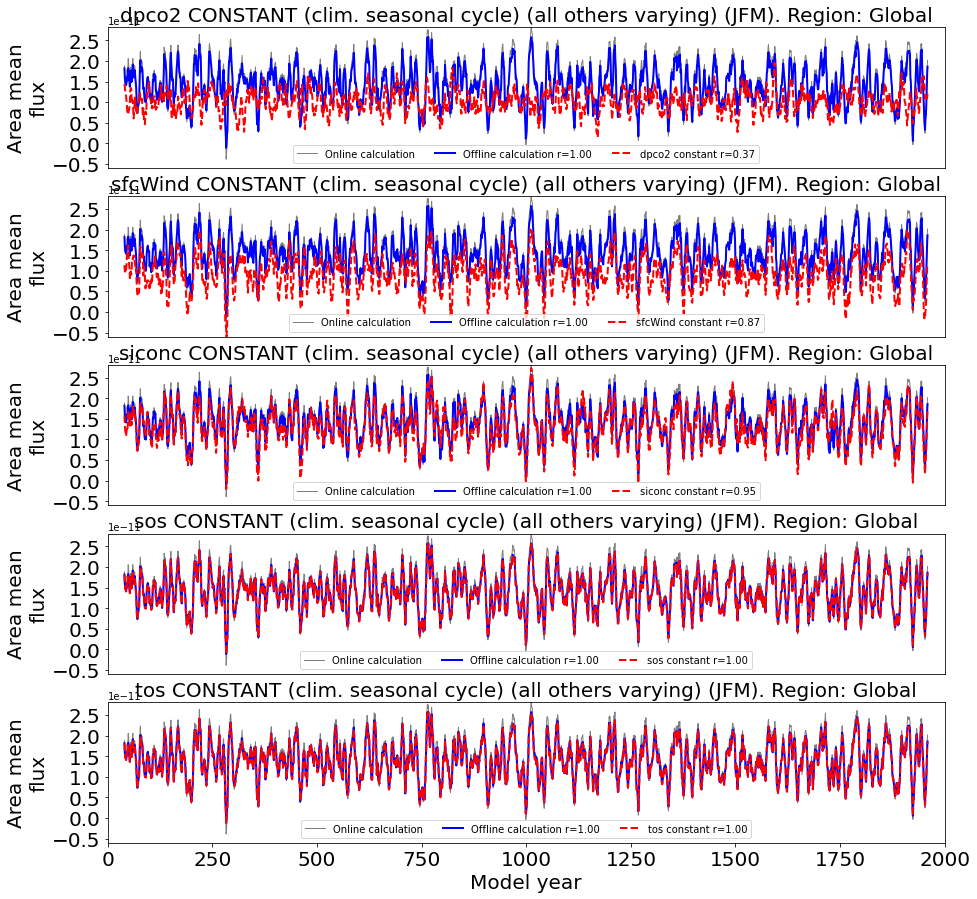 dpco2 CONSTANT (clim. seasonal cycle) (all others varying) (JFM). Region: Global
1e−11
Area mean
flux
2.5
2.0
1.5
1.0
0.5
0.0
−0.5
Online calculation
Offline calculation r=1.00
dpco2 constant r=0.37
sfcWind CONSTANT (clim. seasonal cycle) (all others varying) (JFM). Region: Global
1e−11
Area mean
flux
2.5
2.0
1.5
1.0
0.5
0.0
−0.5
Online calculation
Offline calculation r=1.00
sfcWind constant r=0.87
siconc CONSTANT (clim. seasonal cycle) (all others varying) (JFM). Region: Global
1e−11
Area mean
flux
2.5
2.0
1.5
1.0
0.5
0.0
−0.5
Online calculation
Offline calculation r=1.00
siconc constant r=0.95
sos CONSTANT (clim. seasonal cycle) (all others varying) (JFM). Region: Global
1e−11
Area mean
flux
2.5
2.0
1.5
1.0
0.5
0.0
−0.5
Online calculation
Offline calculation r=1.00
sos constant r=1.00
tos CONSTANT (clim. seasonal cycle) (all others varying) (JFM). Region: Global
1e−11
Area mean
flux
2.5
2.0
1.5
1.0
0.5
0.0
−0.5
Online calculation
Offline calculation r=1.00
tos constant r=1.00
0 250 500 750 1000 1250 1500 1750 2000
Model year